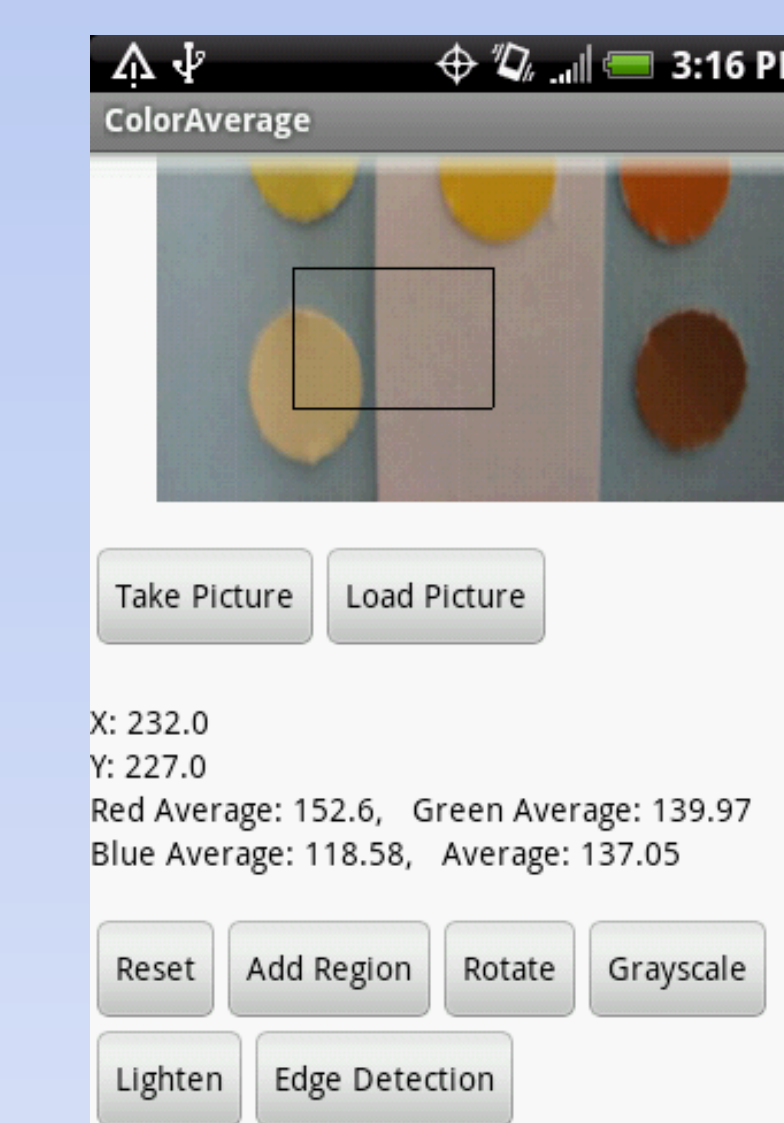 3:16 P
ColorAverage
Take Picture Load Picture
X: 232.0
Y: 227.0
Red Average: 152.6, Green Average: 139.97
Blue Average: 118.58, Average: 137.05
Reset Add Region Rotate Grayscale
Lighten Edge Detection